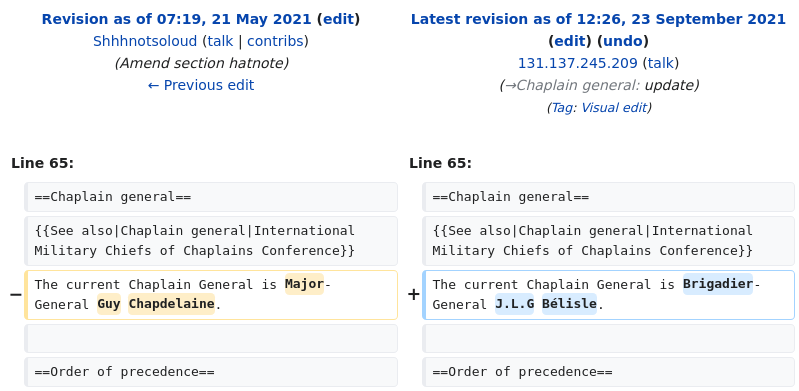 Revision as of 07:19, 21 May 2021 (edit)
Shhhnotsoloud (talk | contribs)
(Amend section hatnote)
← Previous edit
Latest revision as of 12:26, 23 September 2021
(edit) (undo)
131.137.245.209 (talk)
(→Chaplain general: update)
(Tag: Visual edit)
Line 65:
==Chaplain general==
{{See also|Chaplain general|International
Military Chiefs of Chaplains Conference}}
− The current Chaplain General is Major-
General Guy Chapdelaine.
==Order of precedence==
Line 65:
==Chaplain general==
{{See also|Chaplain general|International
Military Chiefs of Chaplains Conference}}
+ The current Chaplain General is Brigadier-
General J.L.G Bélisle.
==Order of precedence==